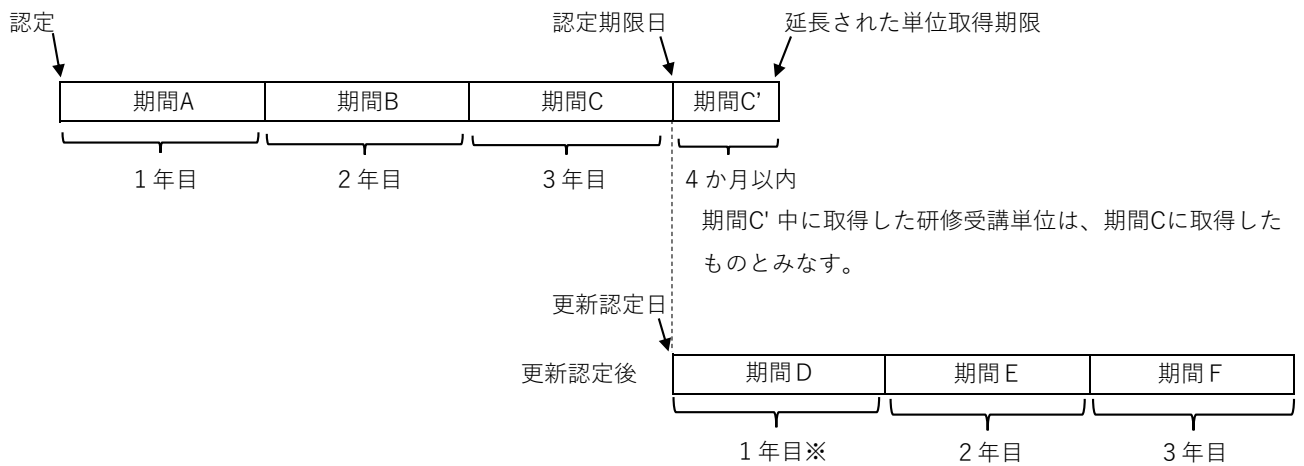 認定
認定期限日
延長された単位取得期限
期間A
期間B
期間C
期間C’
1年目
2年目
3年目
4か月以内
期間C' 中に取得した研修受講単位は、期間Cに取得した
ものとみなす。
更新認定日
更新認定後
期間D
期間E
期間F
1年目※
2年目
3年目